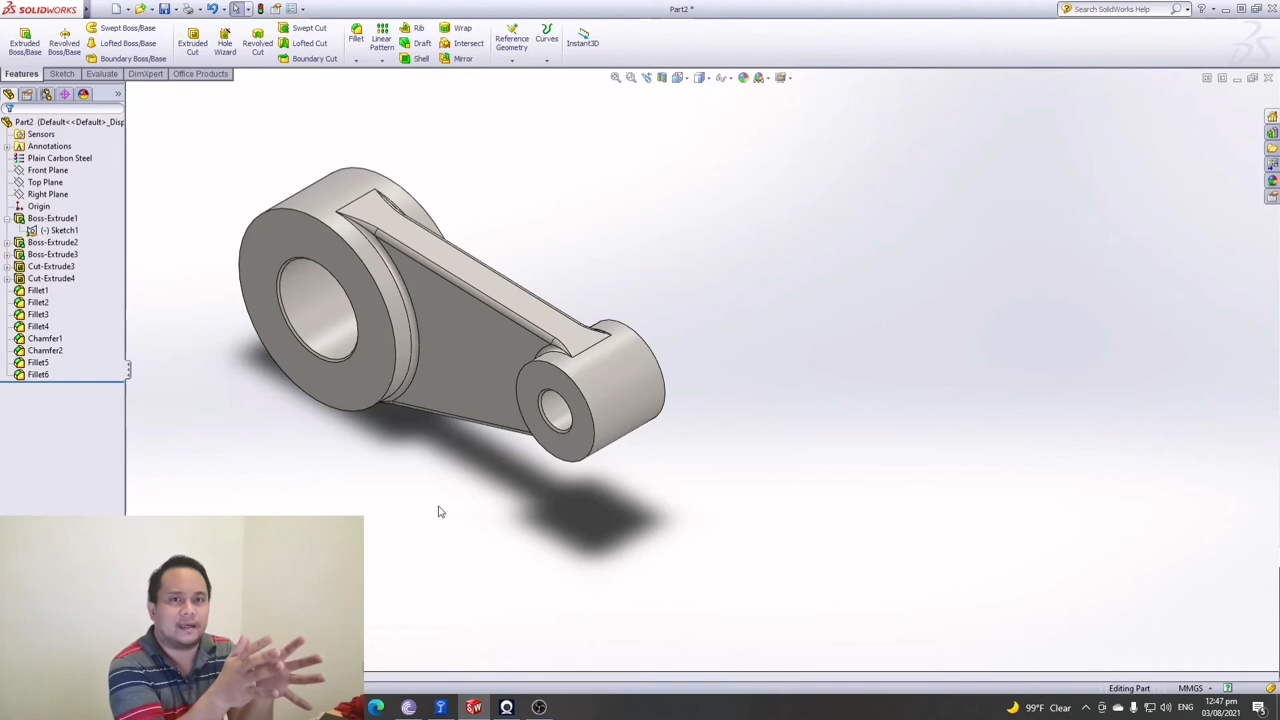 SOLIDWORKS
Part2 *
Search SolidWorks Help
Extruded Boss/Base
Revolved Boss/Base
Swept Boss/Base
Lofted Boss/Base
Boundary Boss/Base
Extruded Cut
Hole Wizard
Revolved Cut
Swept Cut
Lofted Cut
Boundary Cut
Fillet
Linear Pattern
Rib
Draft
Shell
Wrap
Intersect
Mirror
Reference Geometry
Curves
Instant3D
Features
Sketch
Evaluate
DimXpert
Office Products
Part2 (Default<<Default>_Disp
Sensors
Annotations
Plain Carbon Steel
Front Plane
Top Plane
Right Plane
Origin
Boss-Extrude1
(-) Sketch1
Boss-Extrude2
Boss-Extrude3
Cut-Extrude3
Cut-Extrude4
Fillet1
Fillet2
Fillet3
Fillet4
Chamfer1
Chamfer2
Fillet5
Fillet6
Editing Part
MMGS
99°F Clear
ENG
12:47 pm
03/08/2021